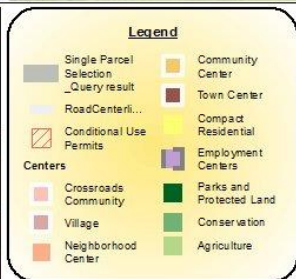 Legend
Single Parcel
Selection
_Query result
RoadCenterli...
Conditional Use
Permits
Centers
Crossroads
Community
Village
Neighborhood
Center
Community
Center
Town Center
Compact
Residential
Employment
Centers
Parks and
Protected Land
Conservation
Agriculture